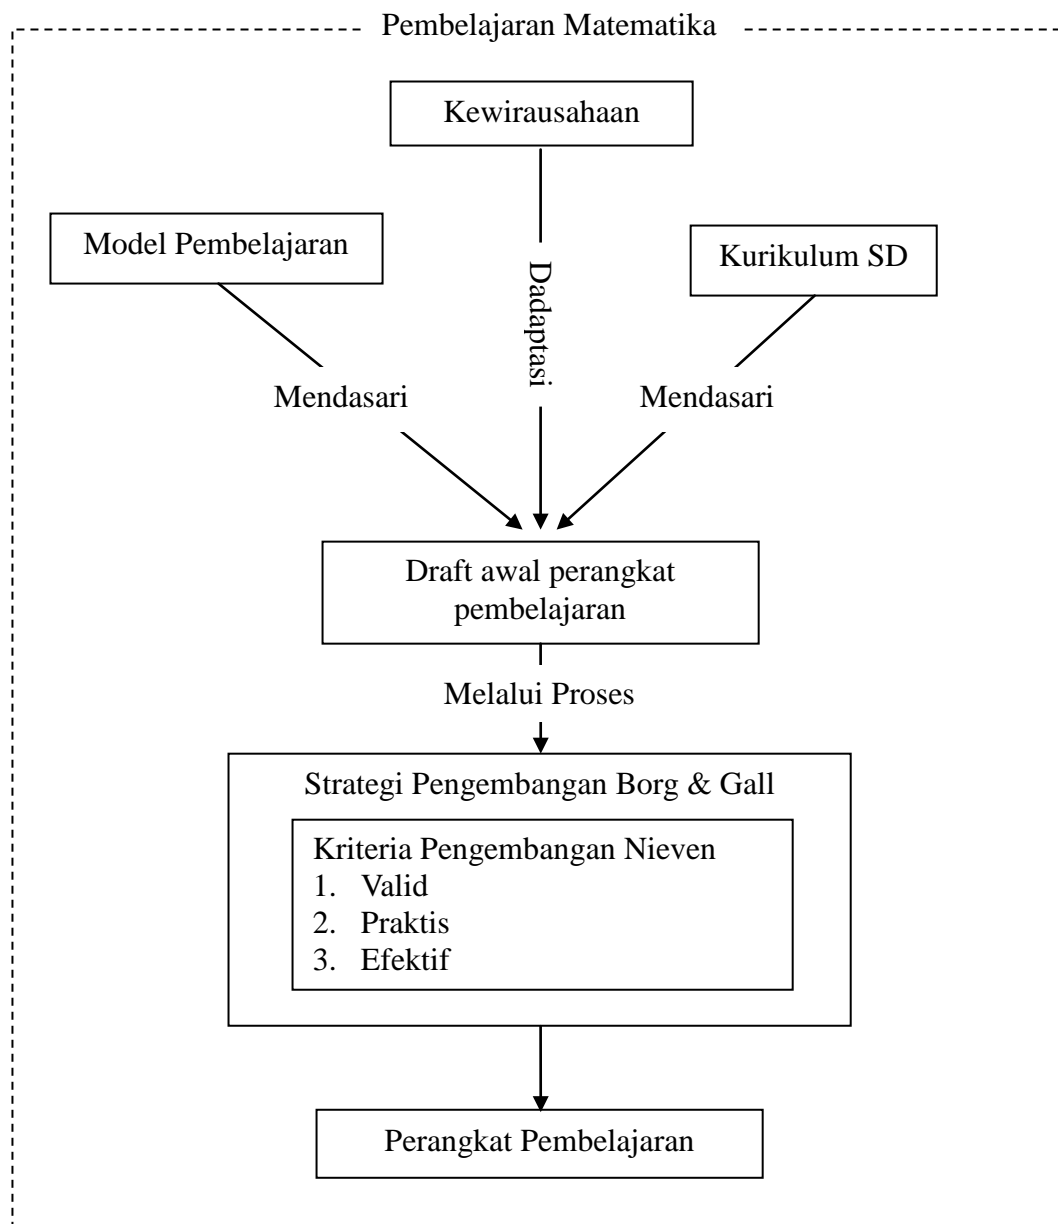 Pembelajaran Matematika
Kewirausahaan
Model Pembelajaran
Kurikulum SD
Dadaptasi
Mendasari
Mendasari
Draft awal perangkat
pembelajaran
Melalui Proses
Strategi Pengembangan Borg & Gall
Kriteria Pengembangan Nieven
1. Valid
2. Praktis
3. Efektif
Perangkat Pembelajaran